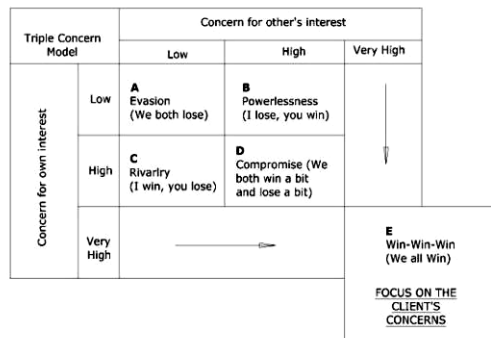 Triple Concern
Model
Concern for other's interest
Low
High
Very High
Concern for own interest
Low
A
Evasion
(We both lose)
B
Powerlessness
(I lose, you win)
High
C
Rivarlry
(I win, you lose)
D
Compromise (We
both win a bit
and lose a bit)
Very
High
E
Win-Win-Win
(We all Win)
FOCUS ON THE
CLIENT'S
CONCERNS